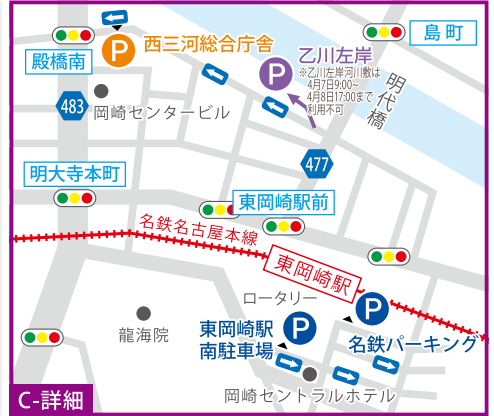 島町
殿橋南
P
西三河総合庁舎
乙川左岸
P
※乙川左岸河川敷は
4月7日9:00~
4月8日17:00まで
利用不可
明代橋
483
岡崎センタービル
477
明大寺本町
東岡崎駅前
名鉄名古屋本線
東岡崎駅
ロータリー
P
P
龍海院
東岡崎駅
南駐車場
名鉄パーキング
岡崎セントラルホテル
C-詳細